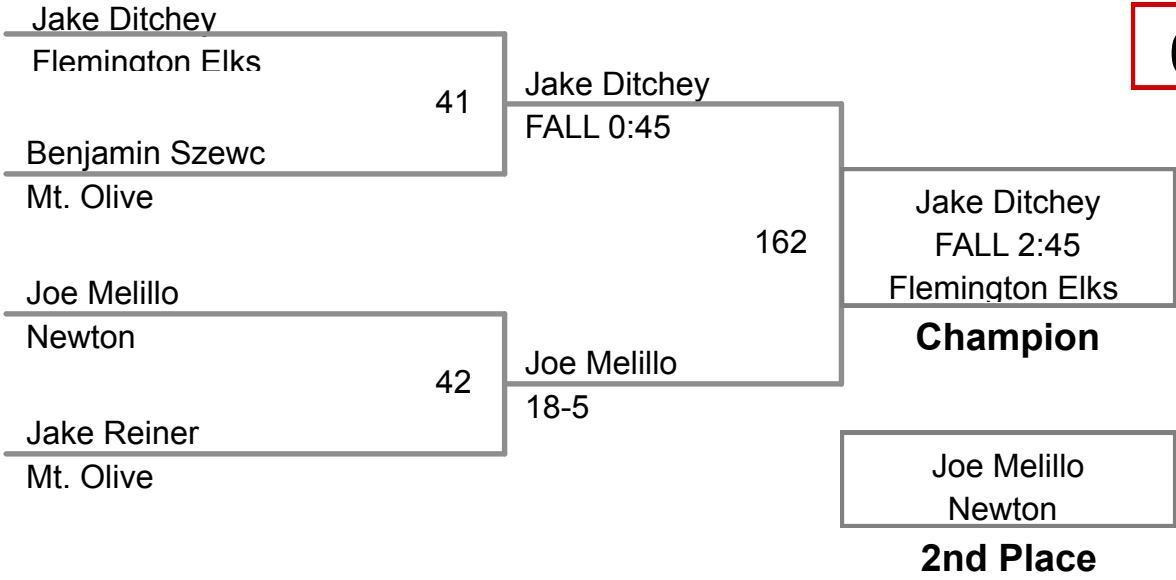 Jake Ditchey
Flemington Elks
41
Benjamin Szewc
Mt. Olive
Jake Ditchey
FALL 0:45
162
Joe Melillo
Newton
42
Jake Reiner
Mt. Olive
Joe Melillo
18-5
Jake Ditchey
FALL 2:45
Flemington Elks
Champion
Joe Melillo
Newton
2nd Place